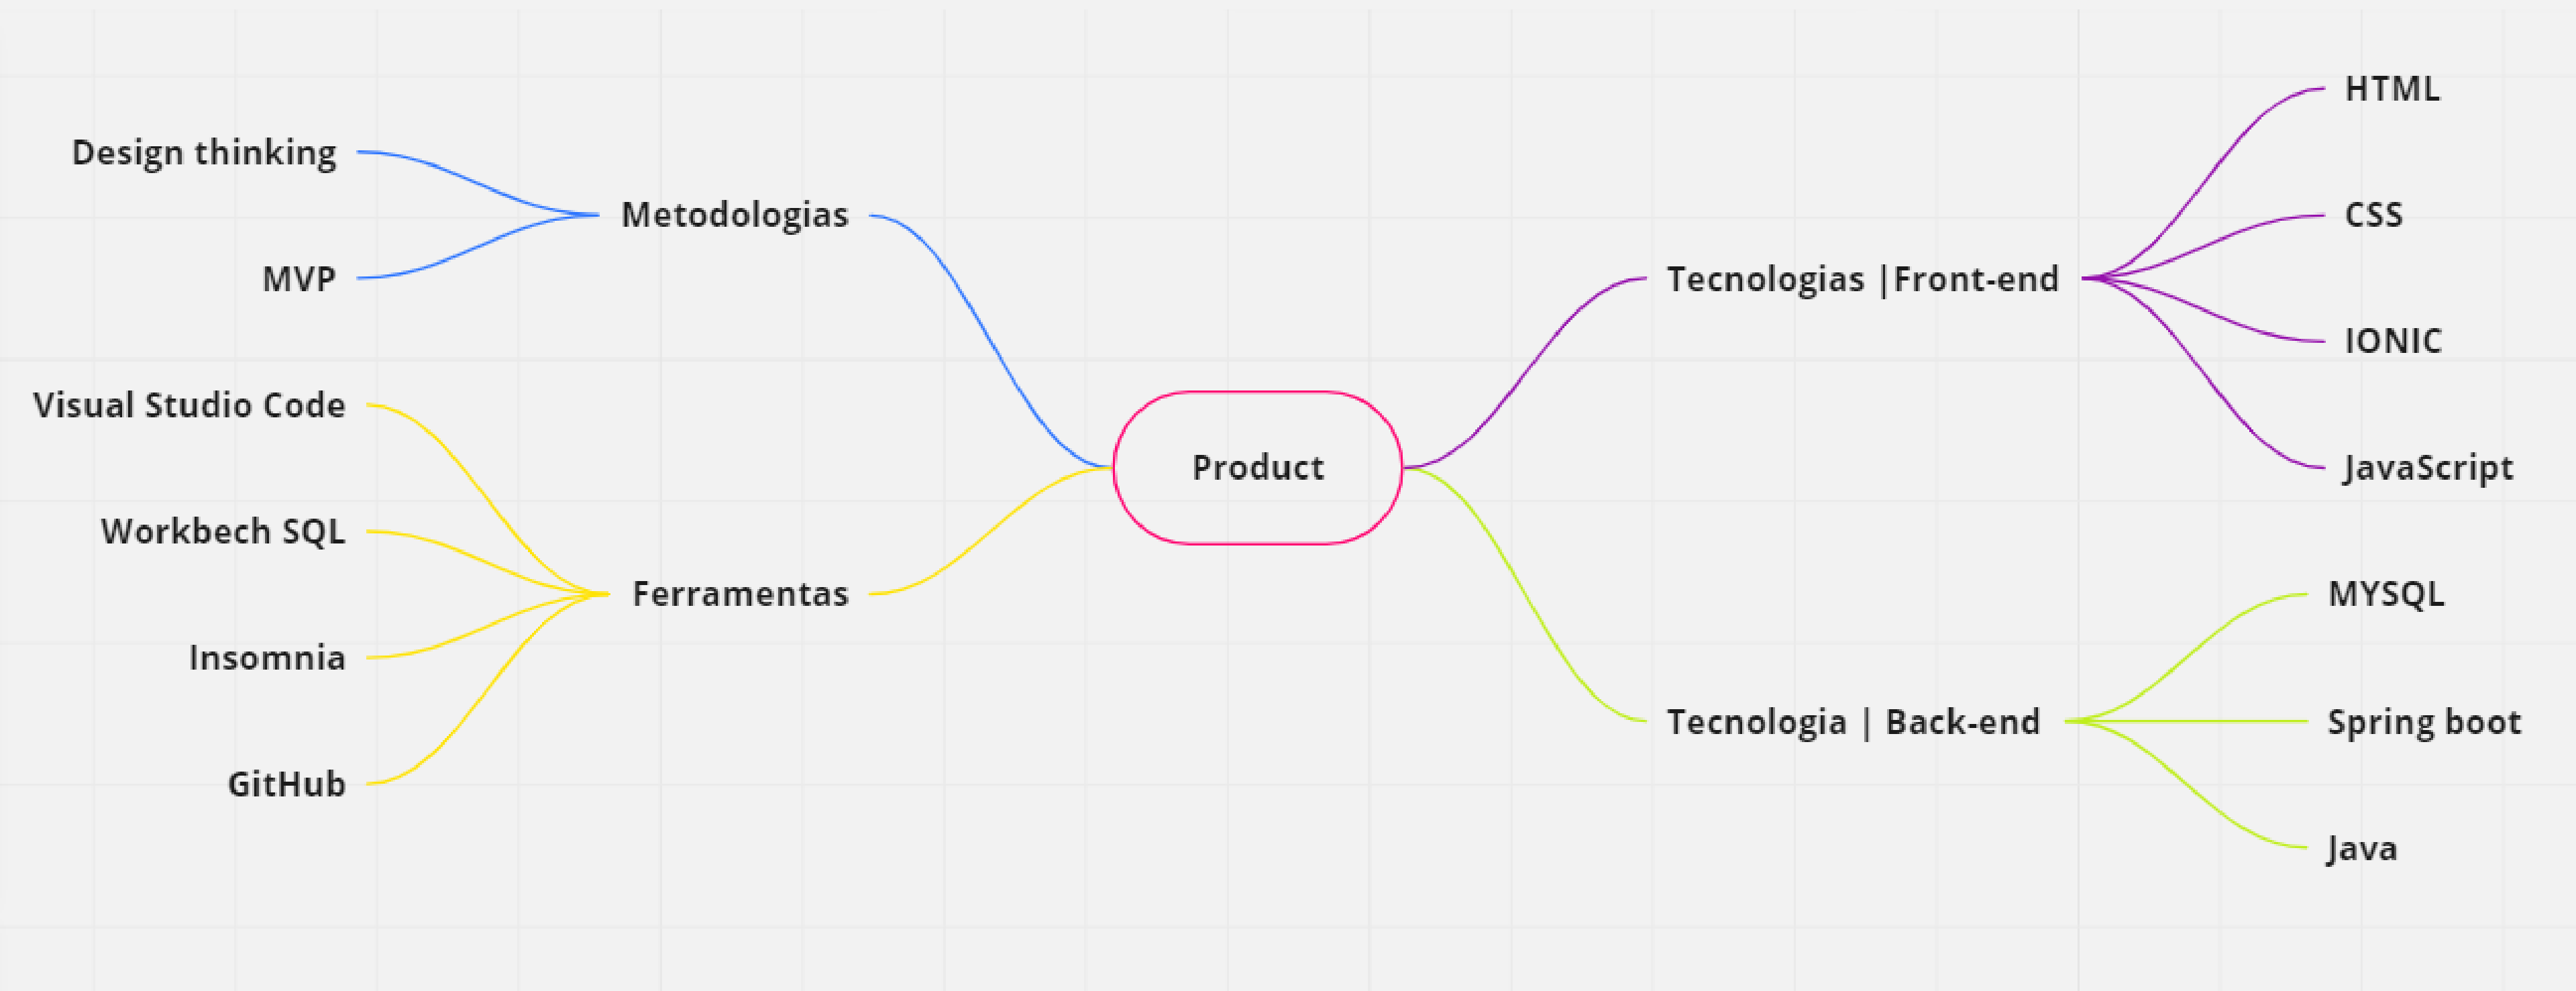 Design thinking
MVP
Metodologias
Visual Studio Code
Workbech SQL
Insomnia
GitHub
Ferramentas
Product
Tecnologias |Front-end
HTML
CSS
IONIC
JavaScript
Tecnologia | Back-end
MYSQL
Spring boot
Java